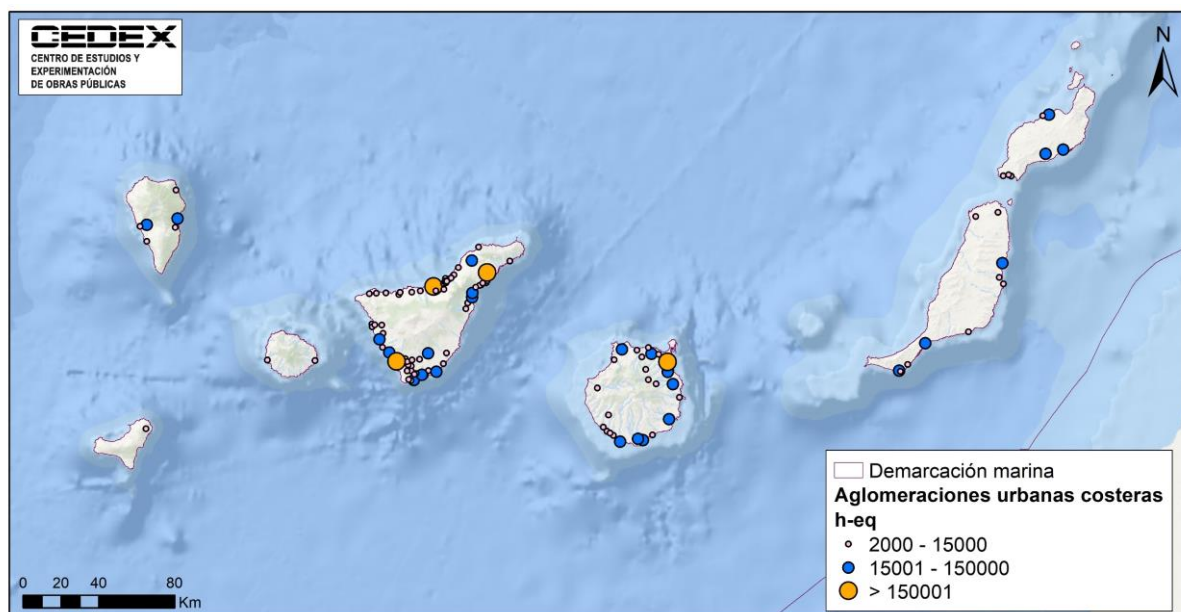 CEDEX
CENTRO DE ESTUDIOS Y
EXPERIMENTACIÓN
DE OBRAS PÚBLICAS
N
Demarcación marina
Aglomeraciones urbanas costeras
h-eq
2000 - 15000
15001 - 150000
> 150001
0 20 40 80
Km